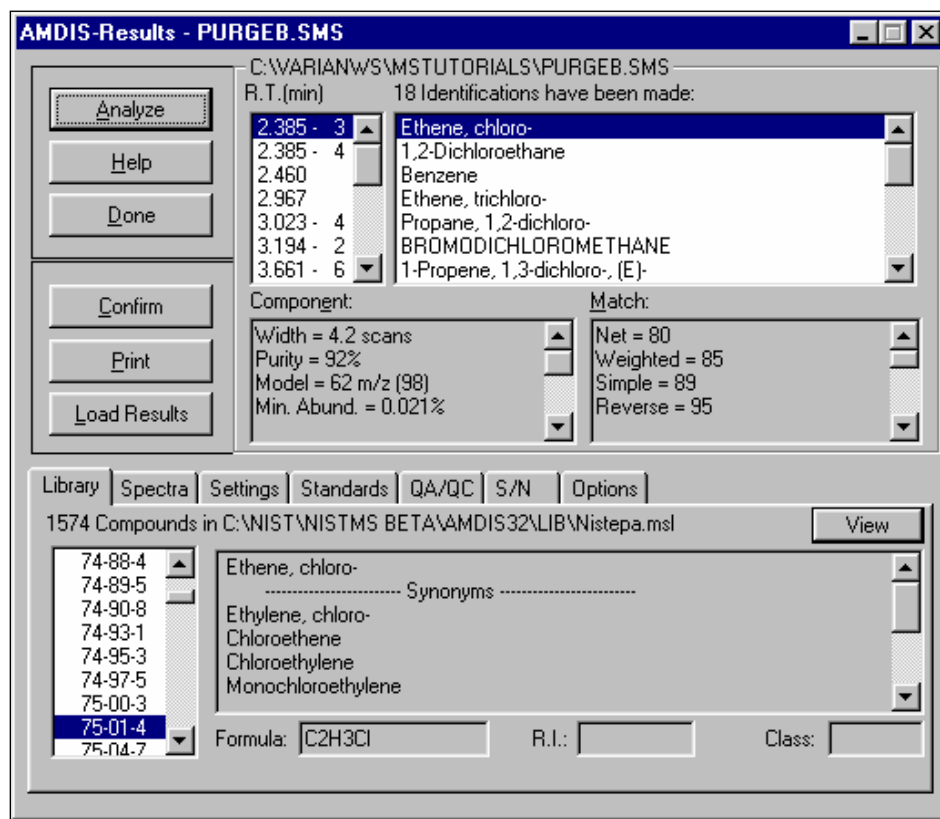 AMDIS-Results - PURGEB.SMS
C:\VARIANWS\MSTUTORIALS\PURGEB.SMS
R.T.(min) 18 Identifications have been made:
Analyze
Help
Done
2.385 - 3 Ethene, chloro-
2.385 - 4 1,2-Dichloroethane
2.460 Benzene
2.967 Ethene, trichloro-
3.023 - 4 Propane, 1,2-dichloro-
3.194 - 2 BROMODICHLOROMETHANE
3.661 - 6 1-Propene, 1,3-dichloro-, (E)-
Confirm
Print
Load Results
Component:
Width = 4.2 scans
Purity = 92%
Model = 62 m/z (98)
Min. Abund. = 0.021%
Match:
Net = 80
Weighted = 85
Simple = 89
Reverse = 95
Library Spectra Settings Standards QA/QC S/N Options
1574 Compounds in C:\NIST\NISTMS BETA\AMDIS32\LIB\Nistepa.msl View
74-88-4
74-89-5
74-90-8
74-93-1
74-95-3
74-97-5
75-00-3
75-01-4
75-04-7
Ethene, chloro-
------------------------ Synonyms ------------------------
Ethylene, chloro-
Chloroethene
Chloroethylene
Monochloroethylene
Formula: C2H3Cl R.I.: Class: